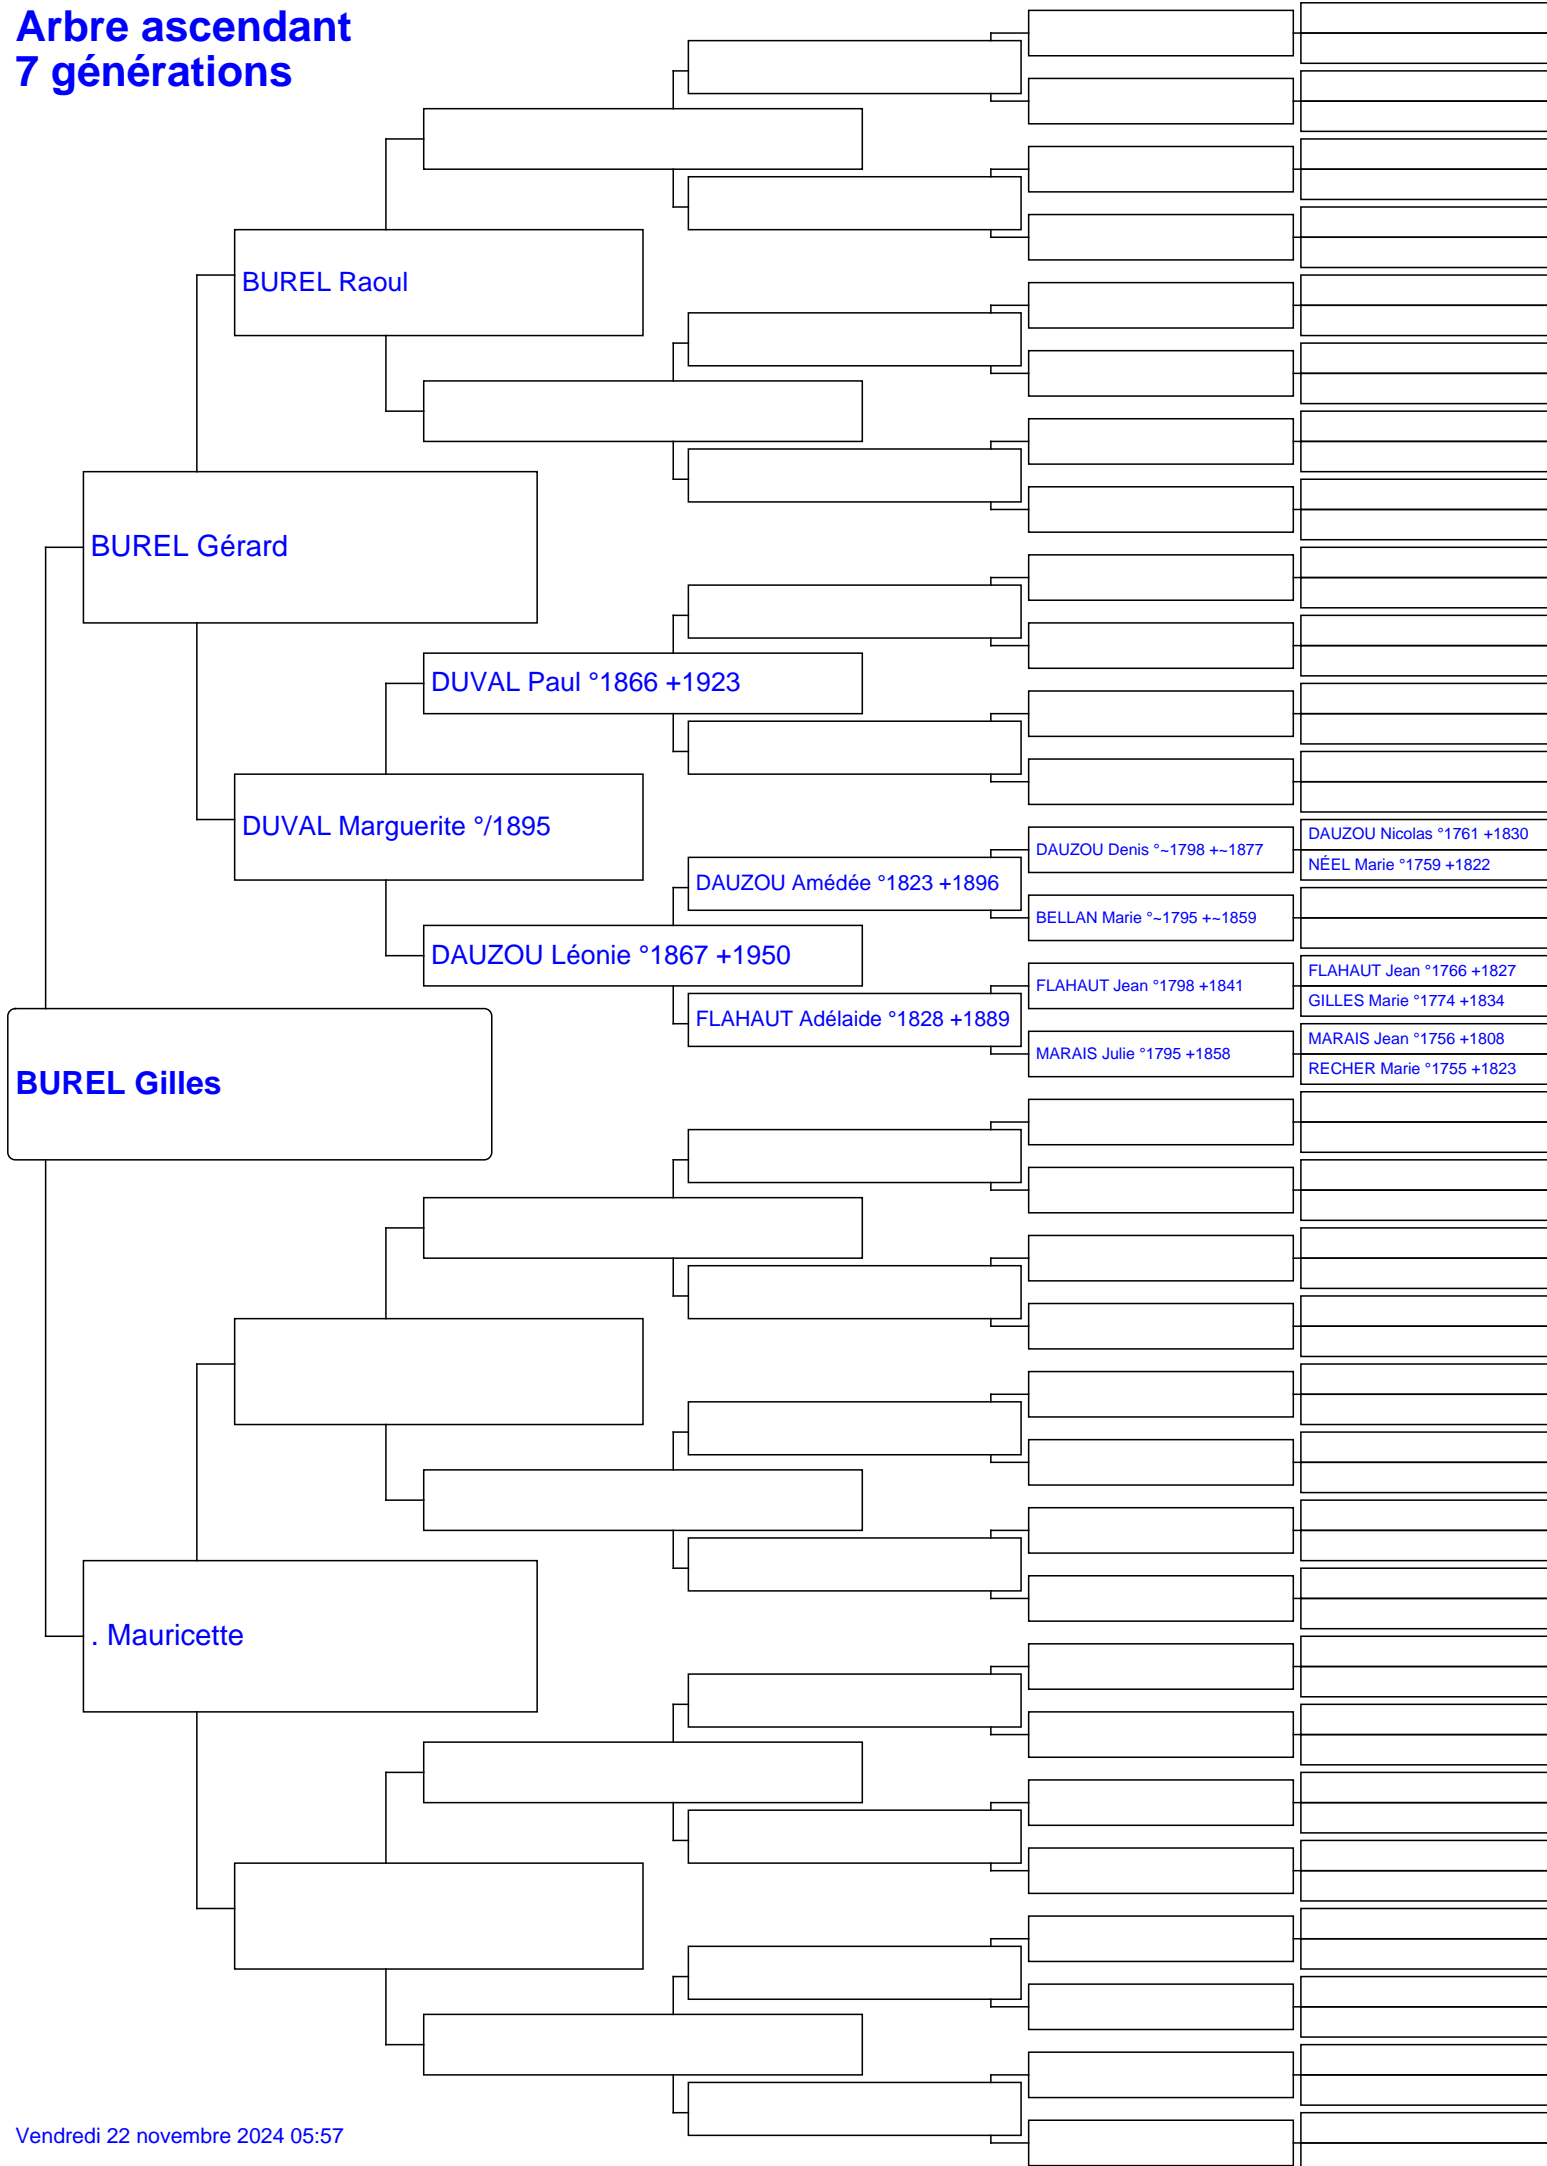 Arbre ascendant
7 générations
BUREL Raoul
BUREL Gérard
DUVAL Paul °1866 +1923
DUVAL Marguerite °/1895
DAUZOU Nicolas °1761 +1830
DAUZOU Denis °~1798 +~1877
NÉEL Marie °1759 +1822
DAUZOU Amédée °1823 +1896
BELLAN Marie °~1795 +~1859
DAUZOU Léonie °1867 +1950
FLAHAUT Jean °1766 +1827
FLAHAUT Jean °1798 +1841
GILLES Marie °1774 +1834
FLAHAUT Adélaide °1828 +1889
MARAIS Jean °1756 +1808
MARAIS Julie °1795 +1858
RECHER Marie °1755 +1823
BUREL Gilles
. Mauricette
Vendredi 22 novembre 2024 05:57